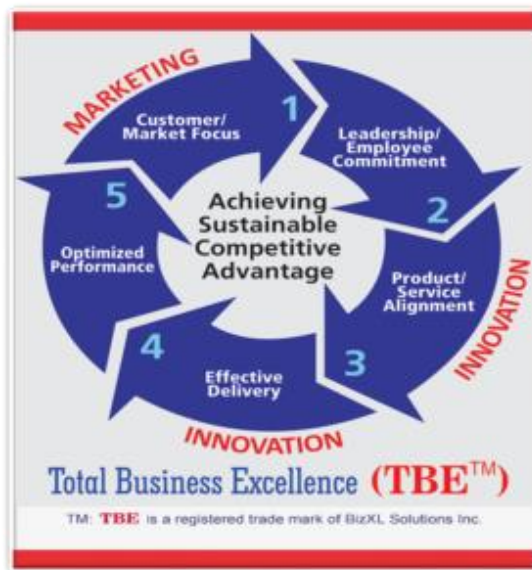 MARKETING
Customer/
Market Focus
1
Leadership/
Employee
Commitment
2
Product/
Service
Alignment
INNOVATION
3
Effective
Delivery
INNOVATION
4
Optimized
Performance
5
Achieving
Sustainable
Competitive
Advantage
Total Business Excellence (TBE™)
TM: TBE is a registered trade mark of BizXL Solutions Inc.